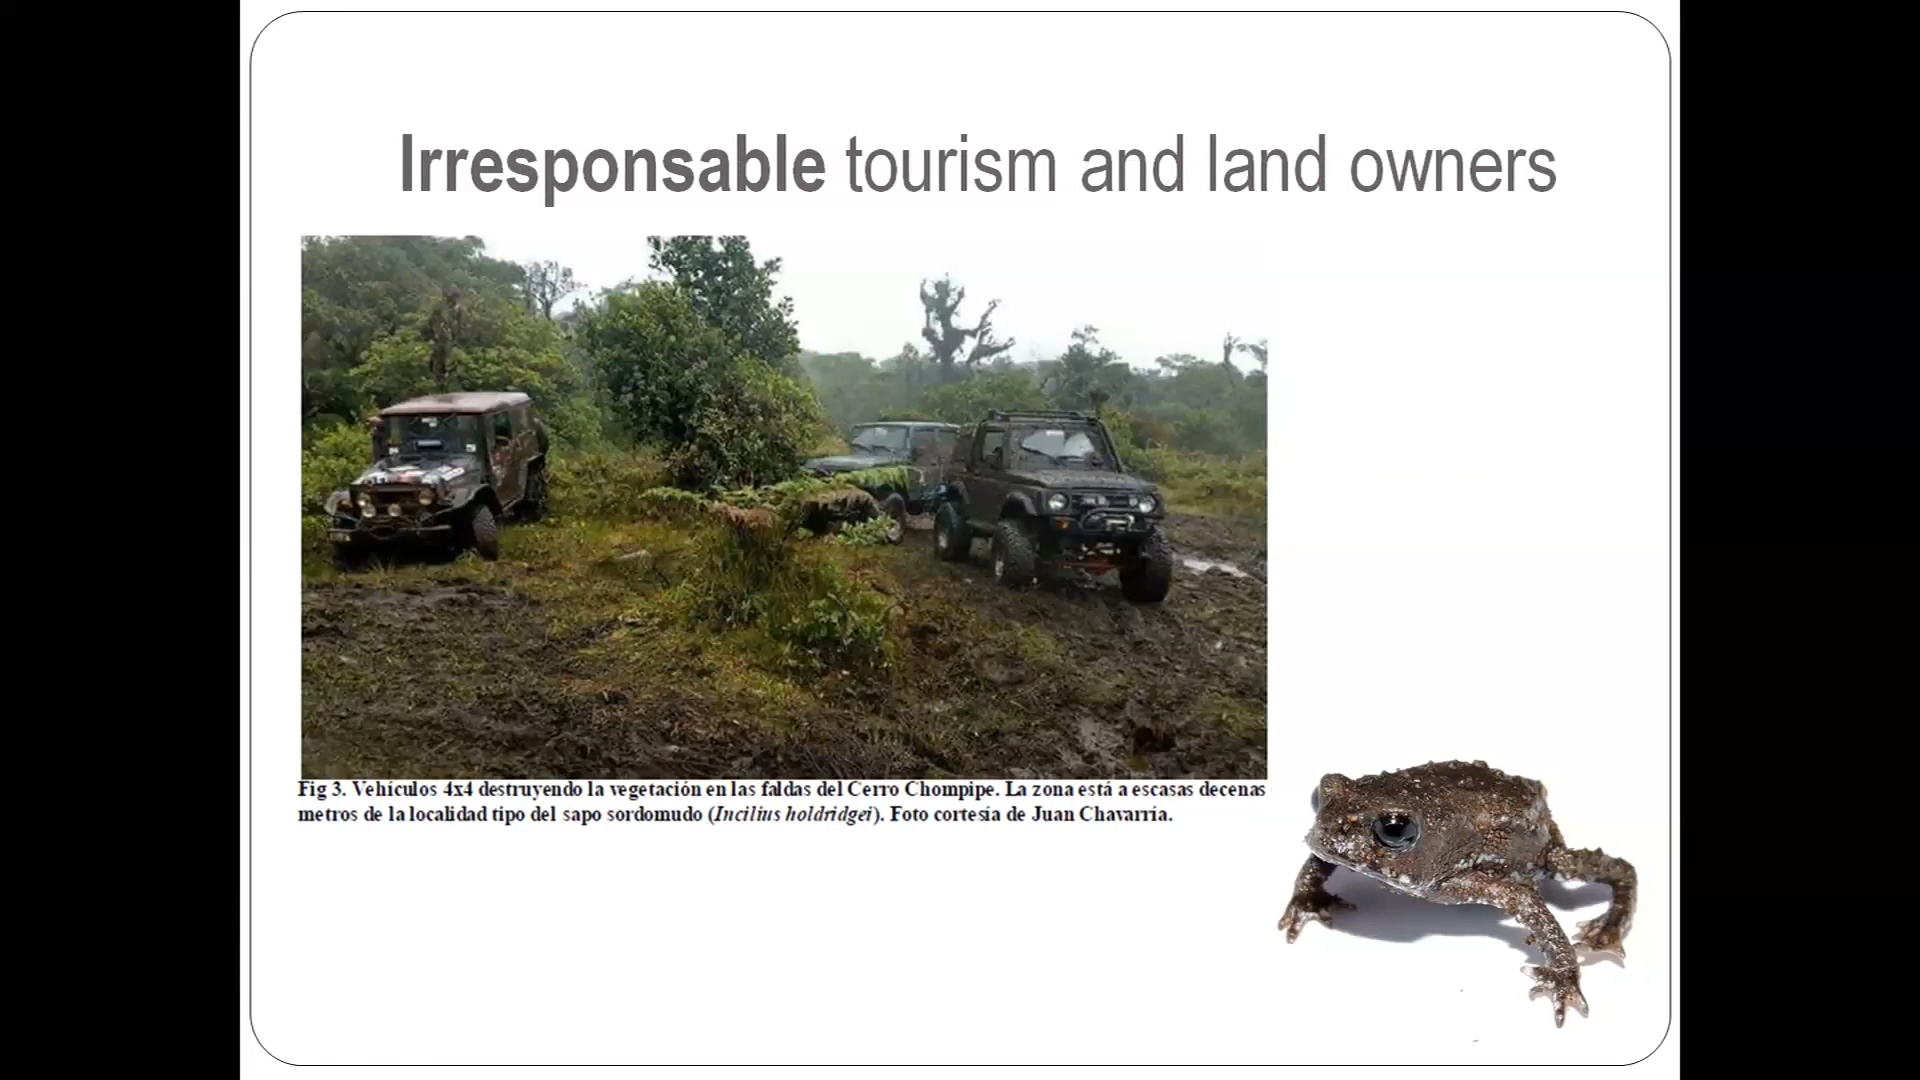 Irresponsable tourism and land owners
Fig 3. Vehículos 4x4 destruyendo la vegetación en las faldas del Cerro Chompipe. La zona está a escasas decenas
metros de la localidad tipo del sapo sordomudo (Incilius holdridgei). Foto cortesía de Juan Chavarría.